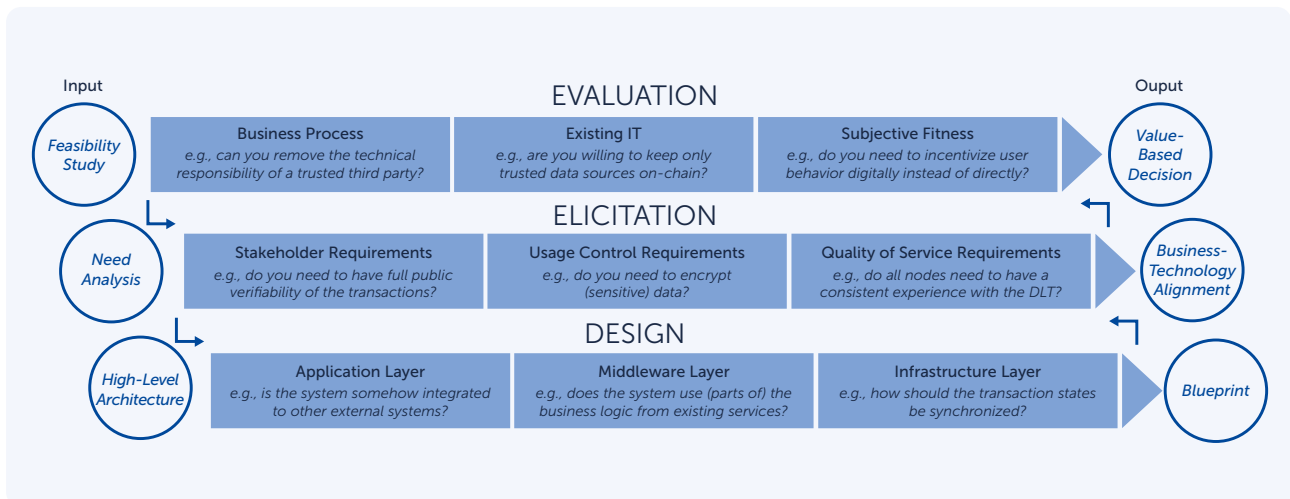 Input
Ouput
EVALUATION
Feasibility
Study
Business Process
e.g., can you remove the technical
responsibility of a trusted third party?
Existing IT
e.g., are you willing to keep only
trusted data sources on-chain?
Subjective Fitness
e.g., do you need to incentivize user
behavior digitally instead of directly?
Value-
Based
Decision
ELICITATION
Need
Analysis
Stakeholder Requirements
e.g., do you need to have full public
verifiability of the transactions?
Usage Control Requirements
e.g., do you need to encrypt
(sensitive) data?
Quality of Service Requirements
e.g., do all nodes need to have a
consistent experience with the DLT?
Business-
Technology
Alignment
DESIGN
High-Level
Architecture
Application Layer
e.g., is the system somehow integrated
to other external systems?
Middleware Layer
e.g., does the system use (parts of) the
business logic from existing services?
Infrastructure Layer
e.g., how should the transaction states
be synchronized?
Blueprint